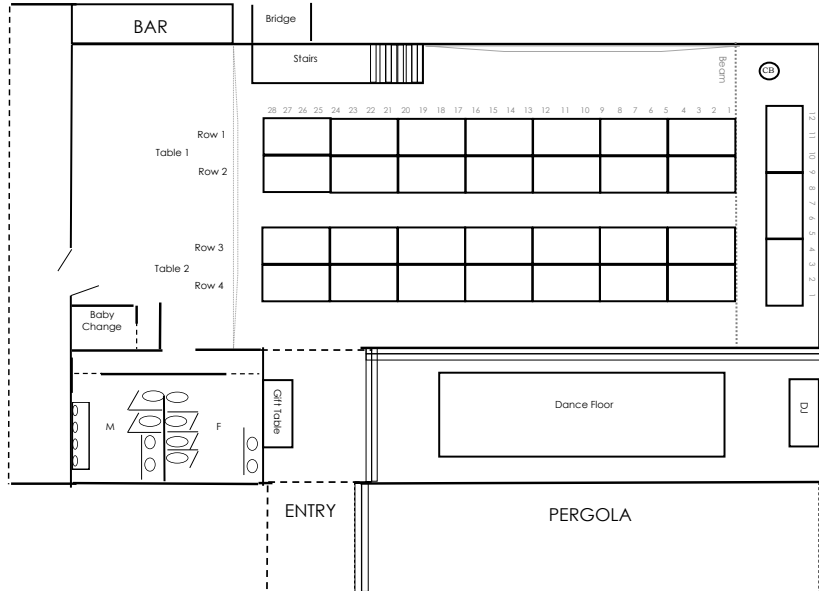 BAR
Bridge
Stairs
Beam
CB
28 27 26 25 24 23 22 21 20 19 18 17 16 15 14 13 12 11 10 9 8 7 6 5 4 3 2 1
12 11 10 9 8 7 6 5 4 3 2 1
Row 1
Table 1
Row 2
Row 3
Table 2
Row 4
Baby
Change
M
F
Gift Table
Dance Floor
DJ
ENTRY
PERGOLA